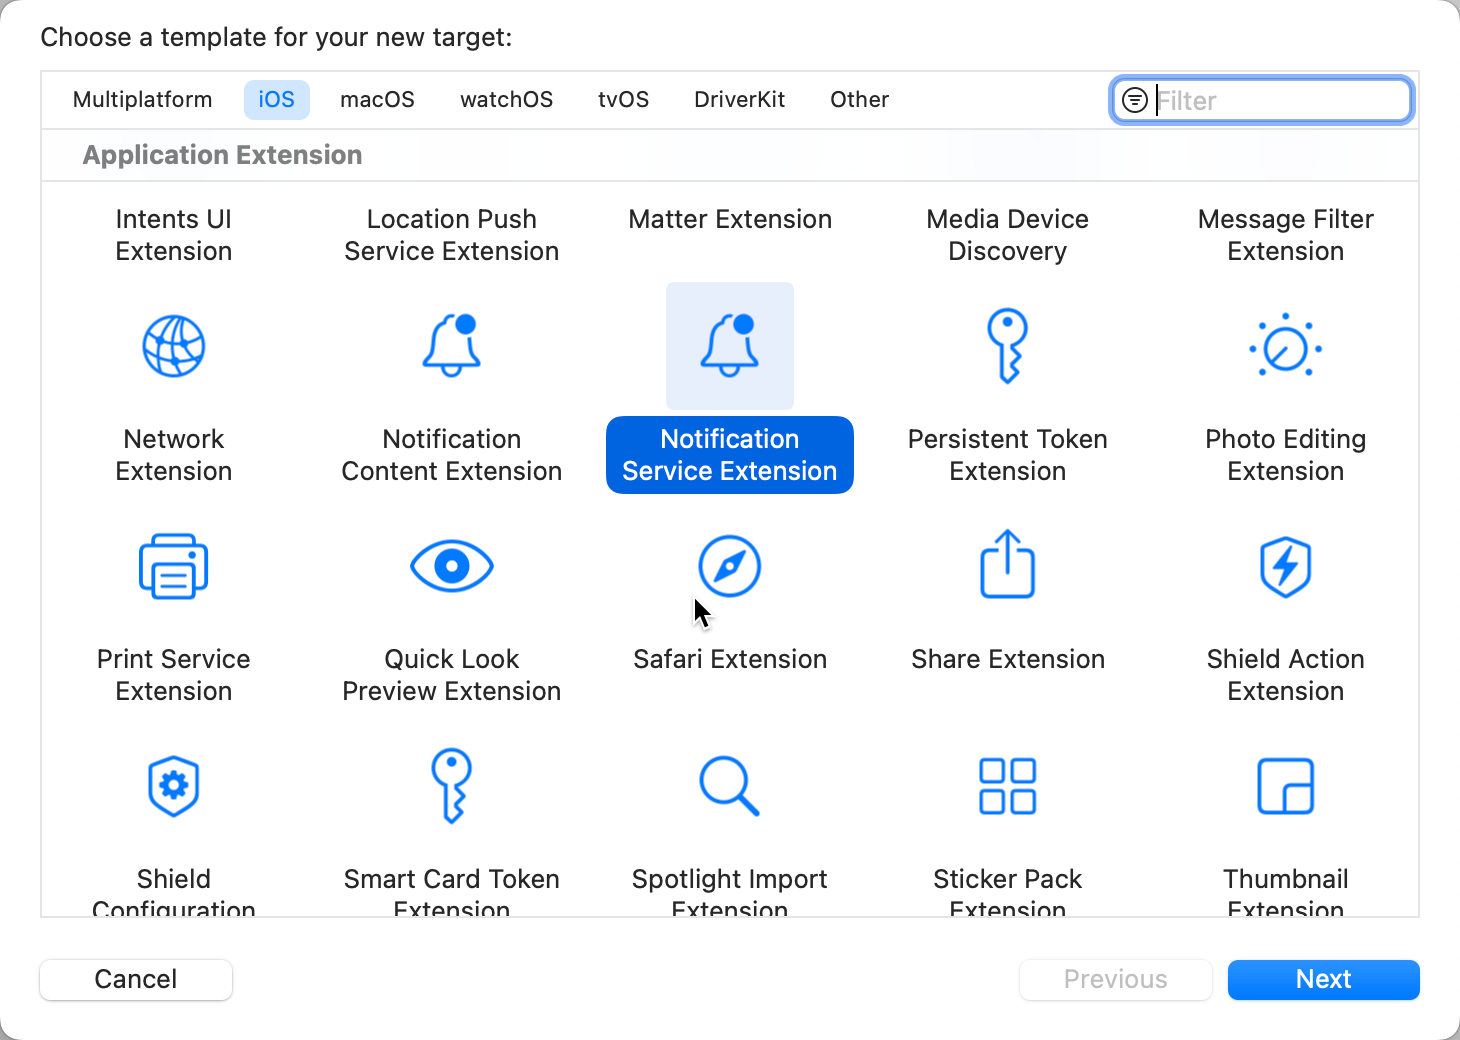 Choose a template for your new target:
Multiplatform iOS macOS watchOS tvOS DriverKit Other Filter
Application Extension
Intents UI
Extension
Location Push
Service Extension
Matter Extension
Media Device
Discovery
Message Filter
Extension
Network
Extension
Notification
Content Extension
Notification
Service Extension
Persistent Token
Extension
Photo Editing
Extension
Print Service
Extension
Quick Look
Preview Extension
Safari Extension
Share Extension
Shield Action
Extension
Shield
Configuration
Smart Card Token
Extension
Spotlight Import
Extension
Sticker Pack
Extension
Thumbnail
Extension
Cancel Previous Next